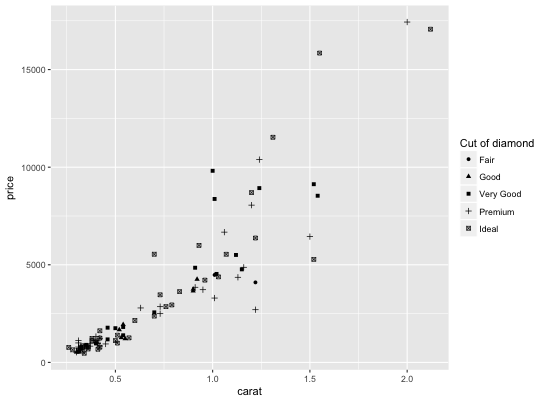 price
15000
10000
5000
0
0.5 1.0 1.5 2.0
carat
Cut of diamond
Fair
Good
Very Good
Premium
Ideal